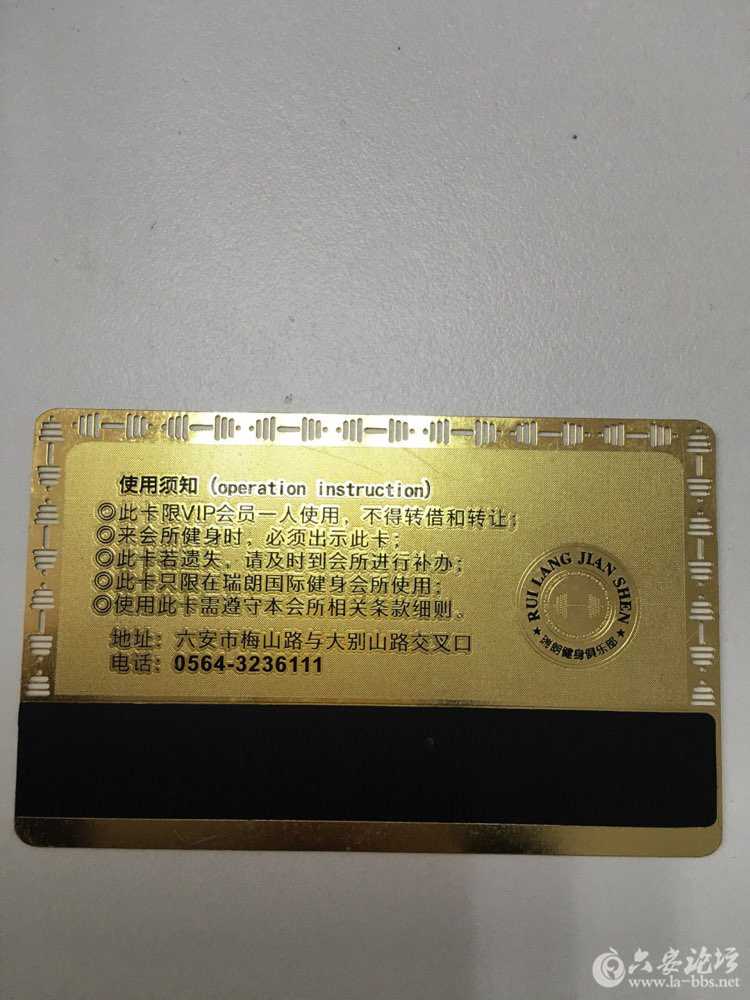 使用须知 (operation instruction)
◎此卡限VIP会员一人使用，不得转借和转让；
◎来会所健身时，必须出示此卡；
◎此卡若遗失，请及时到会所进行补办；
◎此卡只限在瑞朗国际健身会所使用；
◎使用此卡需遵守本会所相关条款细则。
地址：六安市梅山路与大别山路交叉口
电话：0564-3236111
RUI LANG JIAN SHEN
瑞朗健身俱乐部
六安论坛
www.la-bbs.net